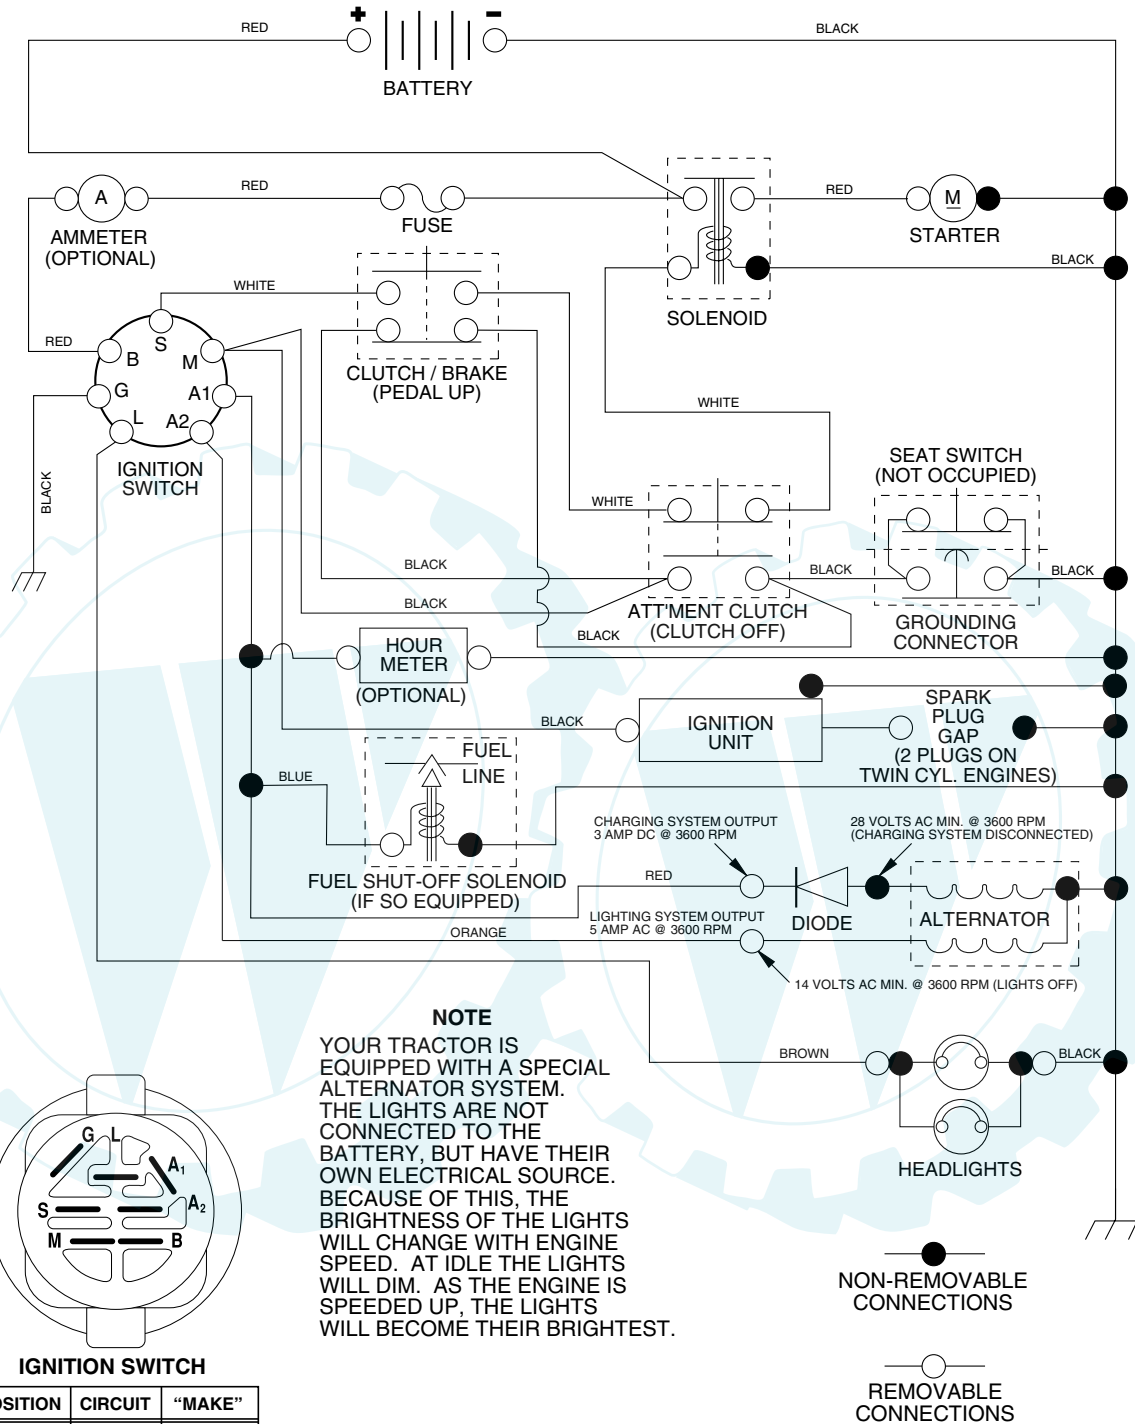 RED
+
-
BLACK
BATTERY
A
RED
RED
M
AMMETER
(OPTIONAL)
FUSE
STARTER
BLACK
WHITE
SOLENOID
RED
S
B
M
G
A1
L
A2
CLUTCH / BRAKE
(PEDAL UP)
WHITE
IGNITION
SWITCH
BLACK
SEAT SWITCH
(NOT OCCUPIED)
WHITE
BLACK
BLACK
BLACK
BLACK
ATT'MENT CLUTCH
(CLUTCH OFF)
GROUNDING
CONNECTOR
BLACK
HOUR
METER
(OPTIONAL)
BLACK
IGNITION
UNIT
SPARK
PLUG
GAP
(2 PLUGS ON
TWIN CYL. ENGINES)
FUEL
LINE
BLUE
CHARGING SYSTEM OUTPUT
3 AMP DC @ 3600 RPM
28 VOLTS AC MIN. @ 3600 RPM
(CHARGING SYSTEM DISCONNECTED)
FUEL SHUT-OFF SOLENOID
(IF SO EQUIPPED)
RED
DIODE
ALTERNATOR
LIGHTING SYSTEM OUTPUT
5 AMP AC @ 3600 RPM
ORANGE
14 VOLTS AC MIN. @ 3600 RPM (LIGHTS OFF)
NOTE
YOUR TRACTOR IS
EQUIPPED WITH A SPECIAL
ALTERNATOR SYSTEM.
THE LIGHTS ARE NOT
CONNECTED TO THE
BATTERY, BUT HAVE THEIR
OWN ELECTRICAL SOURCE.
BECAUSE OF THIS, THE
BRIGHTNESS OF THE LIGHTS
WILL CHANGE WITH ENGINE
SPEED. AT IDLE THE LIGHTS
WILL DIM. AS THE ENGINE IS
SPEEDED UP, THE LIGHTS
WILL BECOME THEIR BRIGHTEST.
BROWN
BLACK
HEADLIGHTS
G
L
A1
A2
S
M
B
IGNITION SWITCH
NON-REMOVABLE
CONNECTIONS
REMOVABLE
CONNECTIONS
CIRCUIT "MAKE"